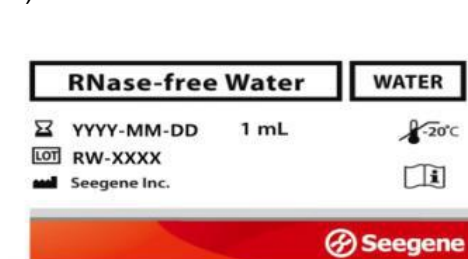 RNase-free Water WATER
YYYY-MM-DD 1 mL -20°C
LOT RW-XXXX
Seegene Inc. i
Seegene